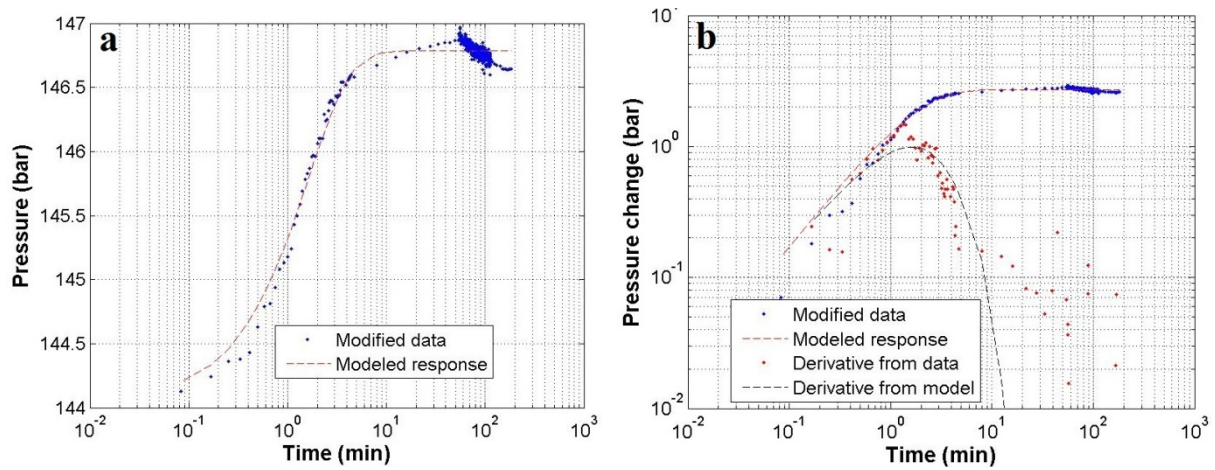 a
147
146.5
146
145.5
145
144.5
144
Pressure (bar)
Modified data
Modeled response
10^-2 10^-1 10^0 10^1 10^2 10^3
Time (min)
b
10^1
10^0
10^-1
10^-2
Pressure change (bar)
Modified data
Modeled response
Derivative from data
Derivative from model
10^-2 10^-1 10^0 10^1 10^2 10^3
Time (min)